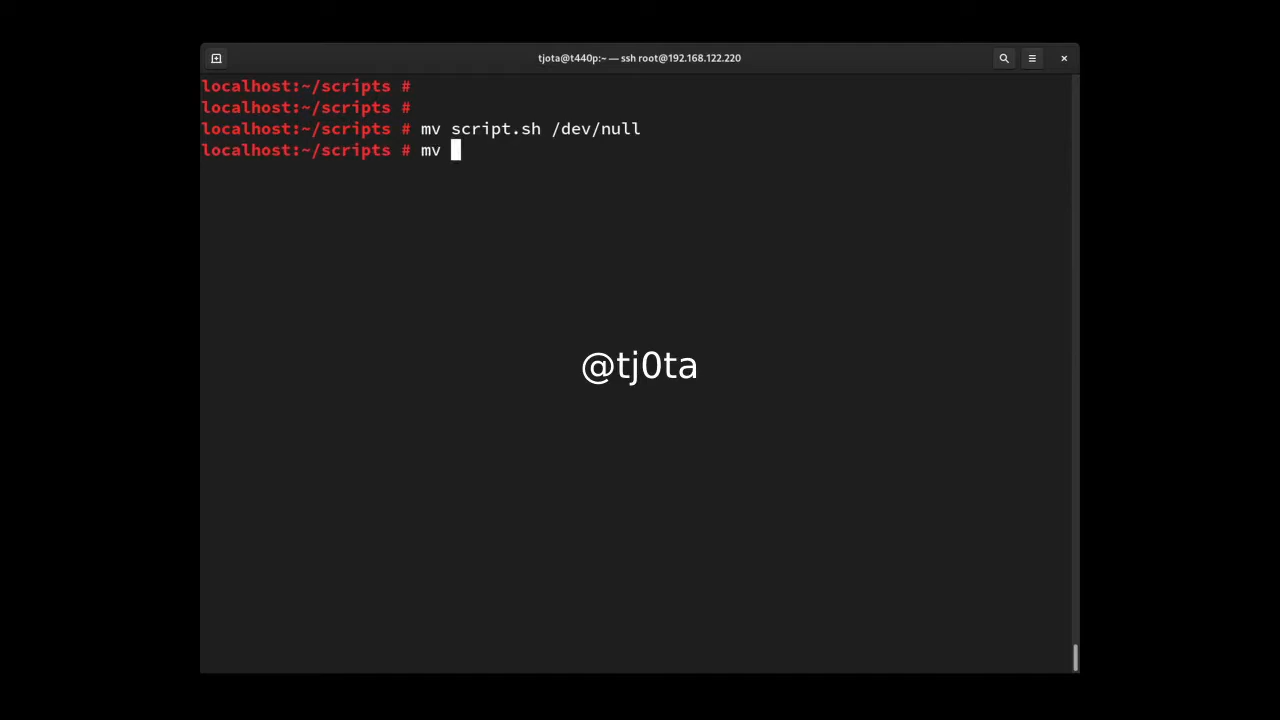 tjota@t440p:~ — ssh root@192.168.122.220
localhost:~/scripts #
localhost:~/scripts #
localhost:~/scripts # mv script.sh /dev/null
localhost:~/scripts # mv
@tj0ta